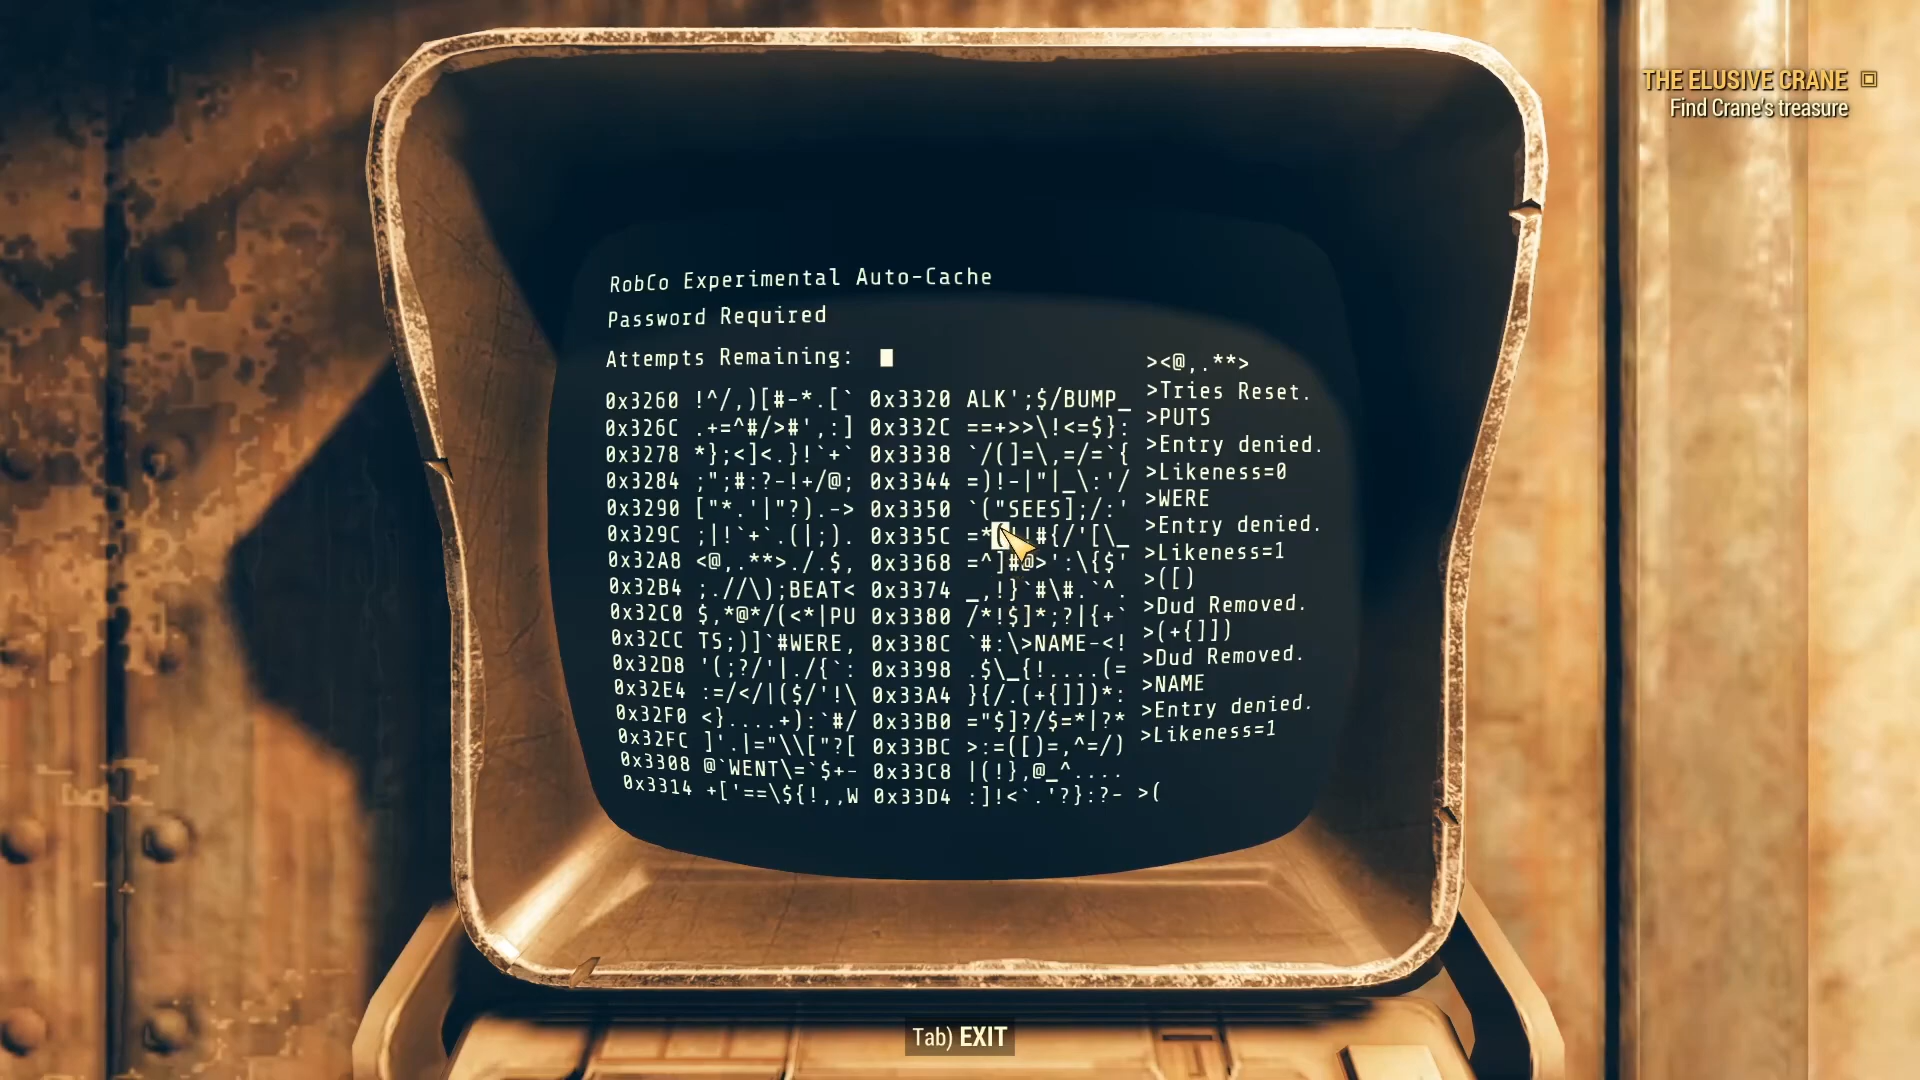 THE ELUSIVE CRANE
Find Crane's treasure
RobCo Experimental Auto-Cache
Password Required
Attempts Remaining: █
0x3260 !^/,)[#-*.[` 0x3320 ALK';$/BUMP_
0x326C .+=^#/>#',:] 0x332C ==+>>\!<=$}:
0x3278 *};<]<.}!`+` 0x3338 `/(]=\,=/=`{
0x3284 ;";#:?-!+/@; 0x3344 =)!-|"|_\:'/
0x3290 ["*.'|"?).-> 0x3350 `("SEES];/:'
0x329C ;|!`+`.(|;). 0x335C =*(!|#{/'[\_
0x32A8 <@,.**>./.$, 0x3368 =^]#@>':\{$'
0x32B4 ;.//\);BEAT< 0x3374 _,!}`#\#.`^.
0x32C0 $,*@*/(<*|PU 0x3380 /*!$]*;?|{+`
0x32CC TS;)]`#WERE, 0x338C `#:\>NAME-<!
0x32D8 '(;?/'|./{`: 0x3398 .$\_{!....(=
0x32E4 :=/</|($/'!\ 0x33A4 }{/.(+{]])*:
0x32F0 <}....+):`#/ 0x33B0 ="$]?/$=*|?*
0x32FC ]'.|="\\["?[ 0x33BC >:=([)=,^=/)
0x3308 @`WENT\=`$+- 0x33C8 |(!},@_^....
0x3314 +['==\${!,,W 0x33D4 :]!<`.'?}:?-
><@,.**>
>Tries Reset.
>PUTS
>Entry denied.
>Likeness=0
>WERE
>Entry denied.
>Likeness=1
>([)
>Dud Removed.
>(+{]])
>Dud Removed.
>NAME
>Entry denied.
>Likeness=1
>(
Tab) EXIT